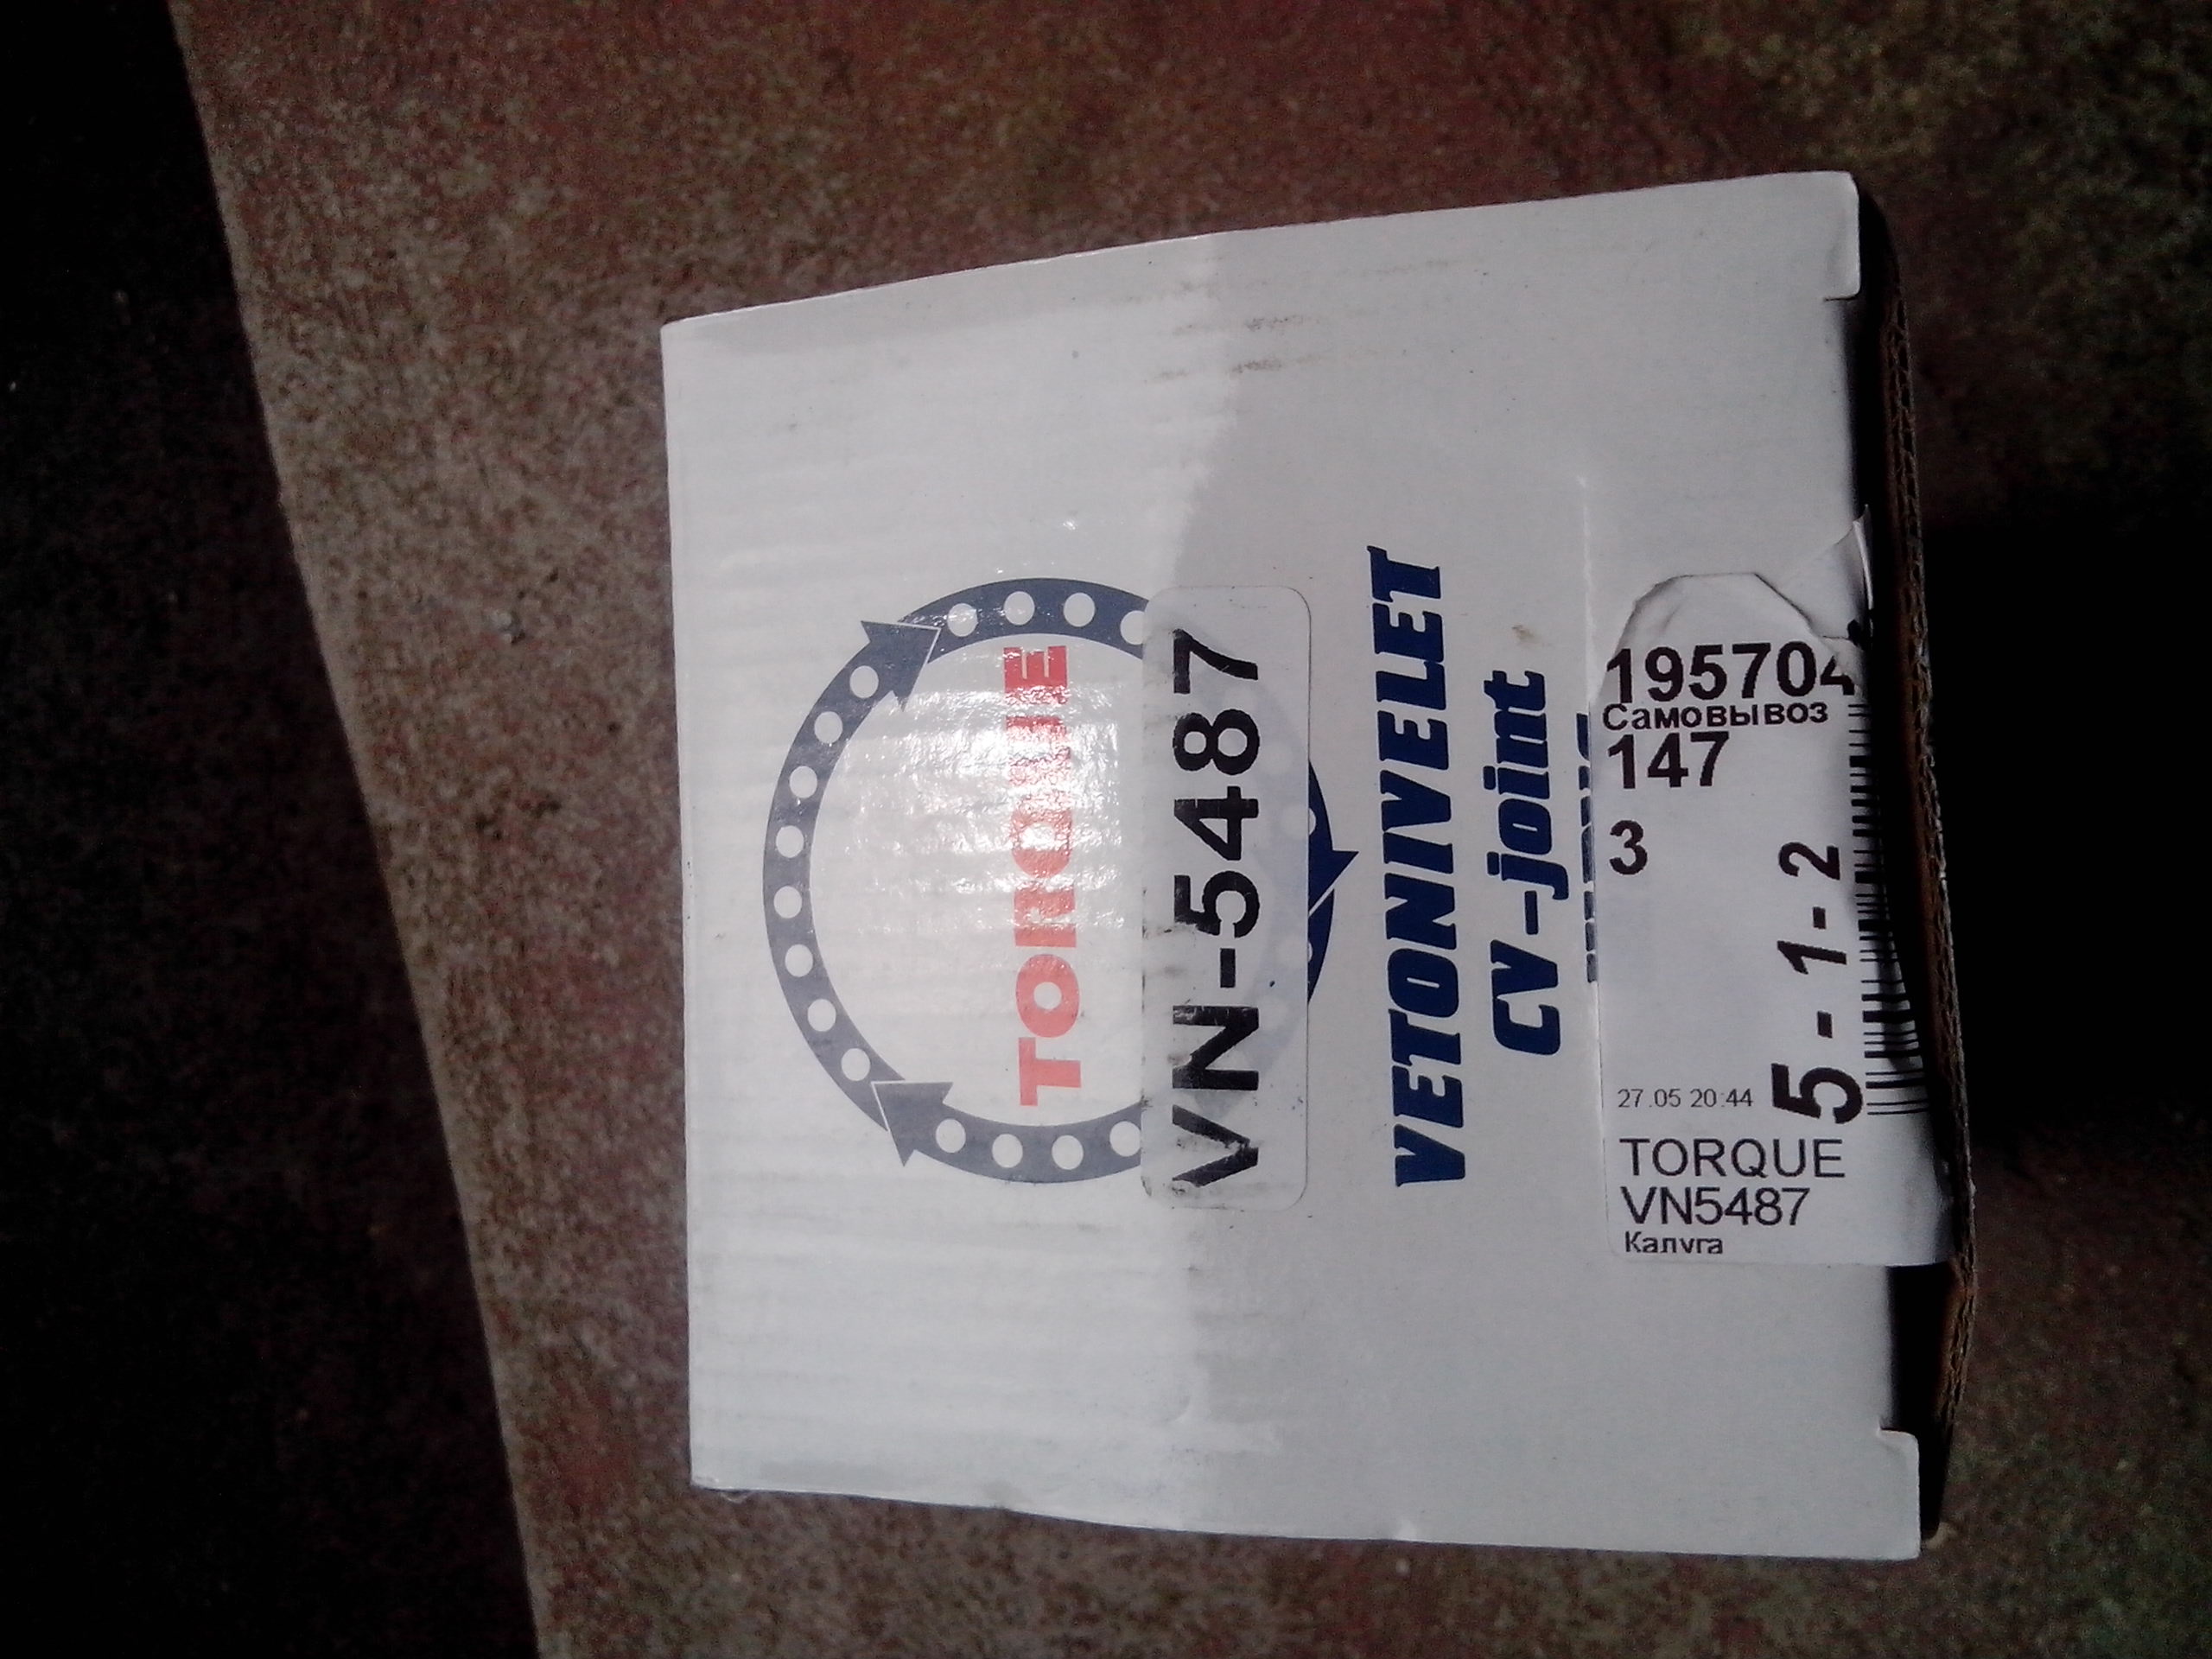 TORQUE
VN-5487
VETONIVELET
CV-joint
195704
Самовывоз
147
3
5-1-2
27.05 20:44
TORQUE
VN5487
Калуга